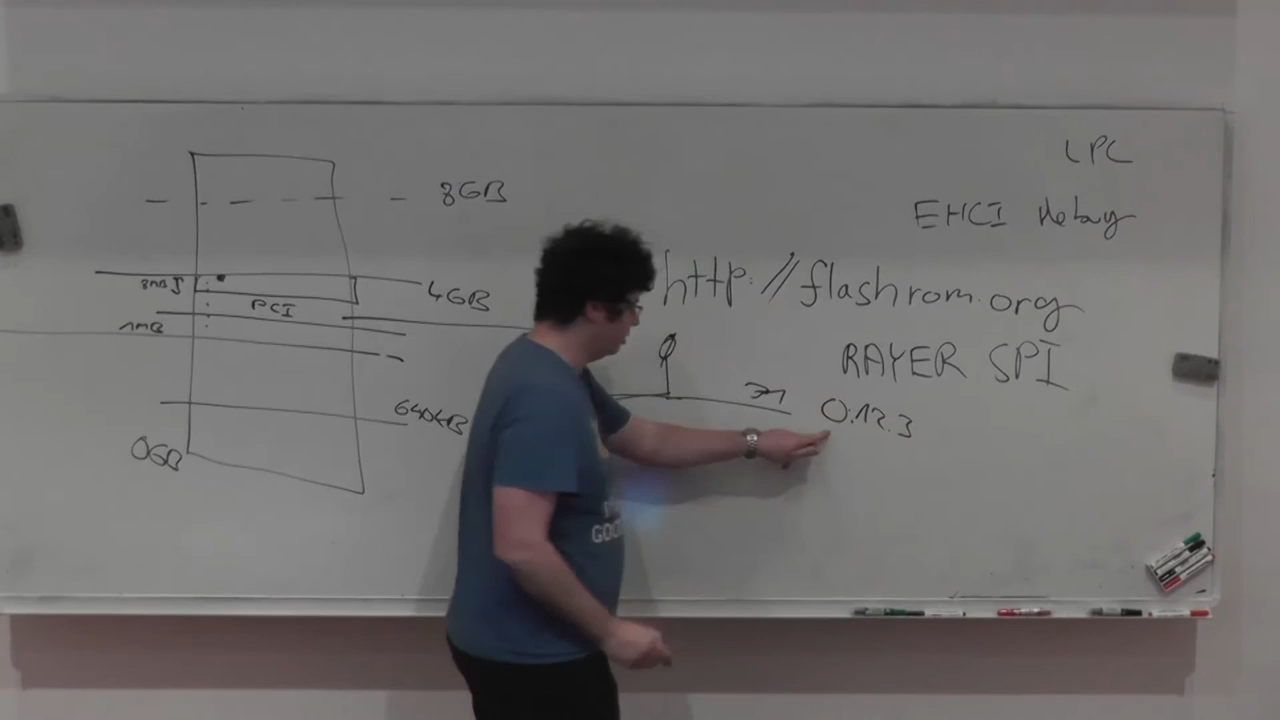 8GB
8MB
4GB
PCI
1MB
640kB
0GB
LPC
EHCI debug
http://flashrom.org
RAYER SPI
0:12.3